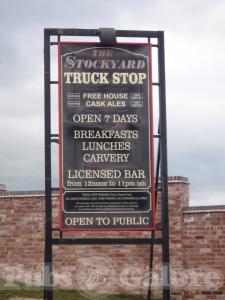 THE
STOCKYARD
TRUCK STOP
FREE HOUSE
CASK ALES
OPEN 7 DAYS
BREAKFASTS
LUNCHES
CARVERY
LICENSED BAR
from 12noon to 11pm ish
OPEN TO PUBLIC